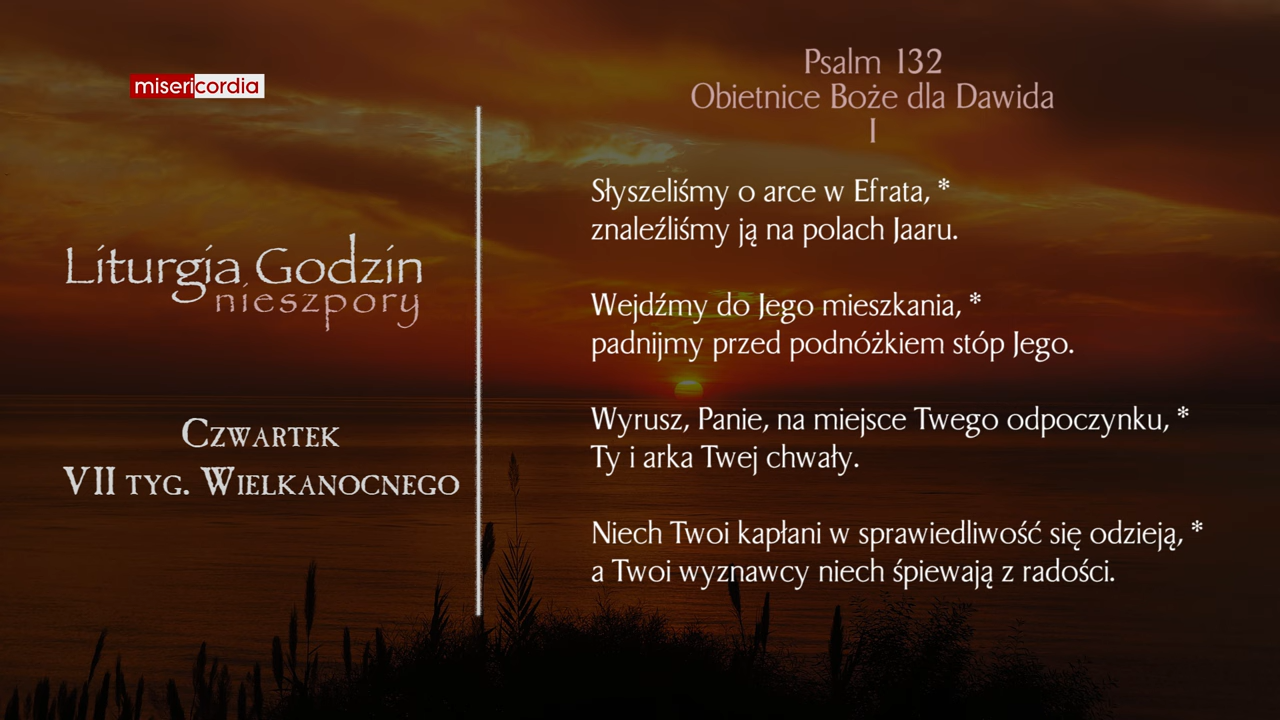 misericordia
Liturgia Godzin
nieszpory
Czwartek
VII tyg. Wielkanocnego
Psalm 132
Obietnice Boże dla Dawida
I
Słyszeliśmy o arce w Efrata, *
znaleźliśmy ją na polach Jaaru.
Wejdźmy do Jego mieszkania, *
padnijmy przed podnóżkiem stóp Jego.
Wyrusz, Panie, na miejsce Twego odpoczynku, *
Ty i arka Twej chwały.
Niech Twoi kapłani w sprawiedliwość się odzieją, *
a Twoi wyznawcy niech śpiewają z radości.